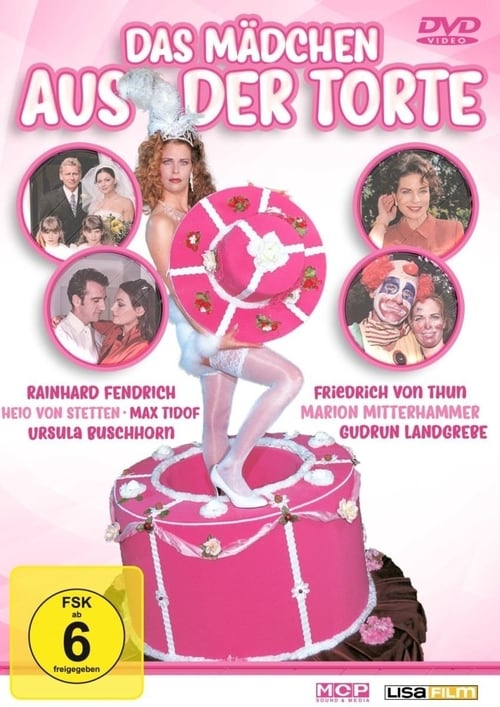 DVD
VIDEO
DAS MÄDCHEN
AUS DER TORTE
RAINHARD FENDRICH
HEIO VON STETTEN · MAX TIDOF
URSULA BUSCHHORN
FRIEDRICH VON THUN
MARION MITTERHAMMER
GUDRUN LANDGREBE
FSK
ab
6
freigegeben
MCP
SOUND & MEDIA
LISA FILM